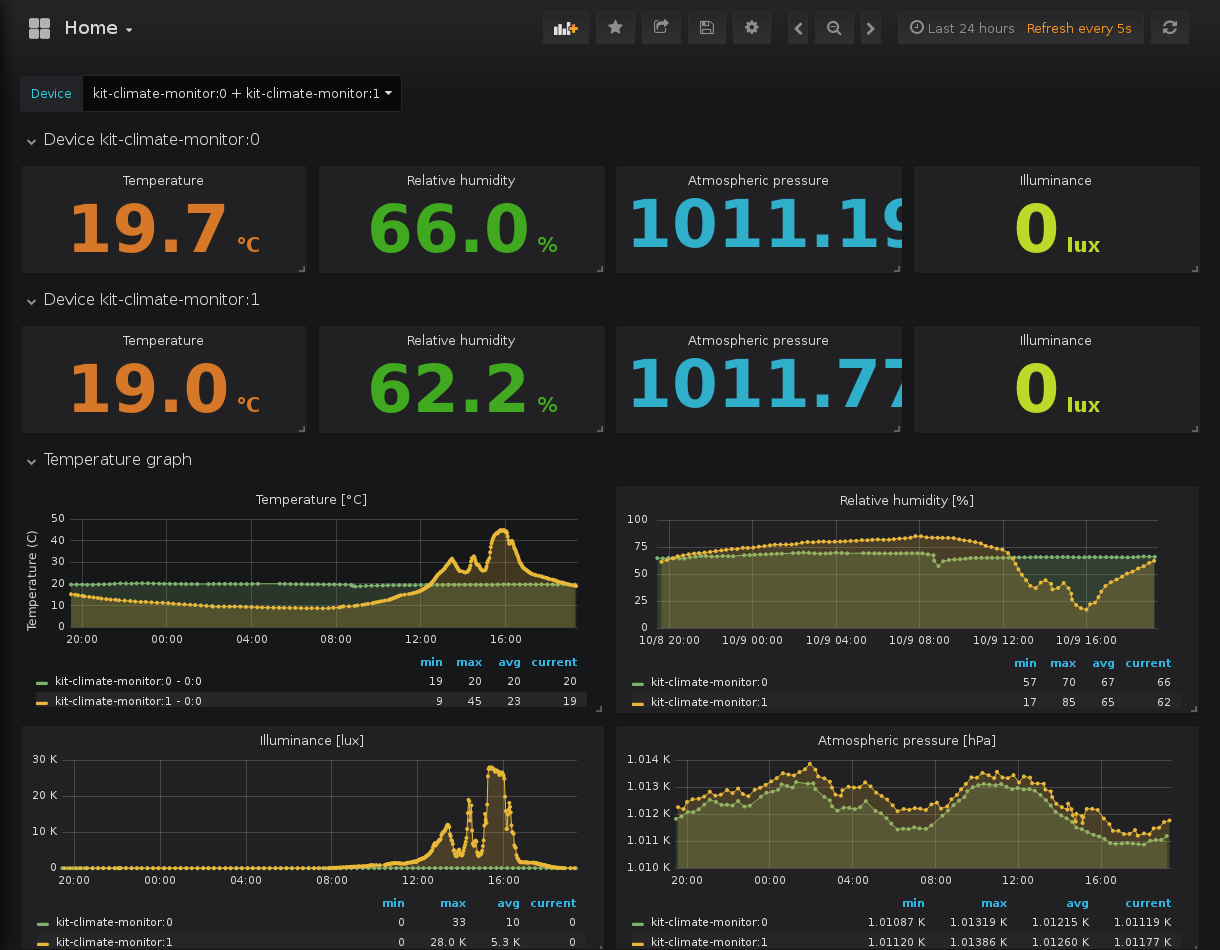 Home
Last 24 hours Refresh every 5s
Device kit-climate-monitor:0 + kit-climate-monitor:1
Device kit-climate-monitor:0
Temperature Relative humidity Atmospheric pressure Illuminance
19.7 °C 66.0 % 1011.19 0 lux
Device kit-climate-monitor:1
Temperature Relative humidity Atmospheric pressure Illuminance
19.0 °C 62.2 % 1011.77 0 lux
Temperature graph
Temperature [°C]
Temperature (C)
50
40
30
20
10
0
20:00 00:00 04:00 08:00 12:00 16:00
min max avg current
kit-climate-monitor:0 - 0:0 19 20 20 20
kit-climate-monitor:1 - 0:0 9 45 23 19
Relative humidity [%]
100
75
50
25
0
10/8 20:00 10/9 00:00 10/9 04:00 10/9 08:00 10/9 12:00 10/9 16:00
min max avg current
kit-climate-monitor:0 57 70 67 66
kit-climate-monitor:1 17 85 65 62
Illuminance [lux]
30 K
20 K
10 K
0
20:00 00:00 04:00 08:00 12:00 16:00
min max avg current
kit-climate-monitor:0 0 33 10 0
kit-climate-monitor:1 0 28.0 K 5.3 K 0
Atmospheric pressure [hPa]
1.014 K
1.013 K
1.012 K
1.011 K
1.010 K
20:00 00:00 04:00 08:00 12:00 16:00
min max avg current
kit-climate-monitor:0 1.01087 K 1.01319 K 1.01215 K 1.01119 K
kit-climate-monitor:1 1.01120 K 1.01386 K 1.01260 K 1.01177 K